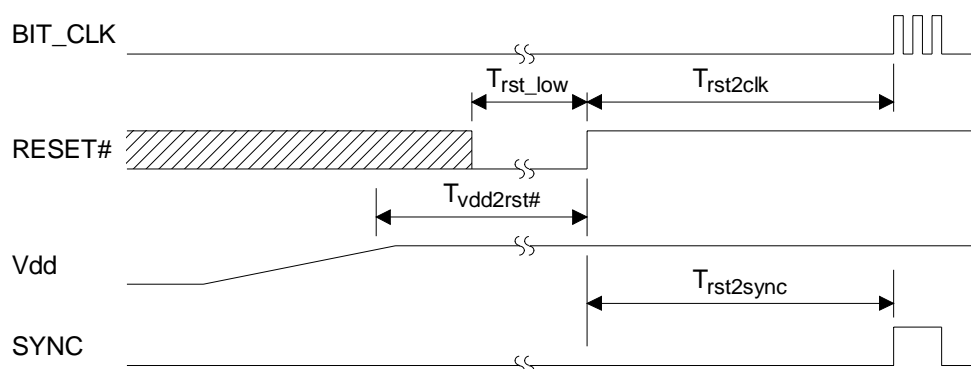 BIT_CLK
Trst_low
Trst2clk
RESET#
Tvdd2rst#
Vdd
Trst2sync
SYNC